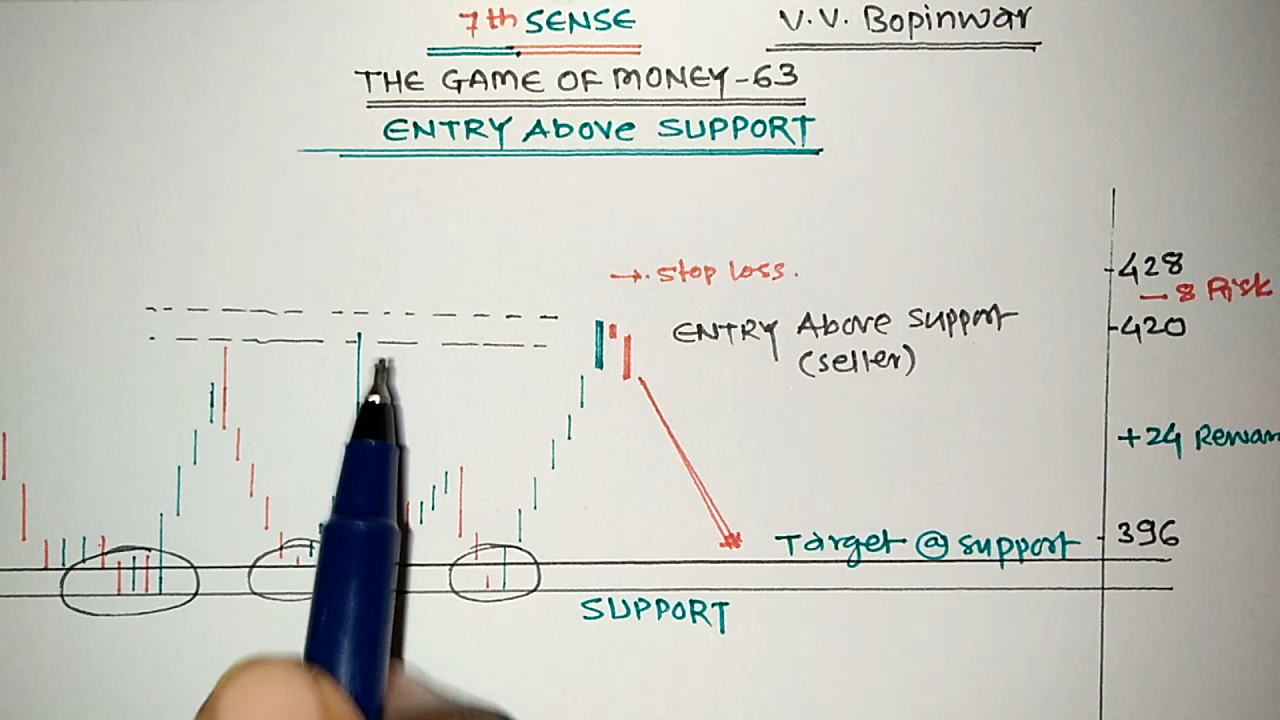 7th SENSE
V.V. Bopinwar
THE GAME OF MONEY-63
ENTRY Above SUPPORT
→ Stop loss.
428
- 8 Risk
ENTRY Above Support
(seller)
420
+24 Rewar
Target @ support
396
SUPPORT